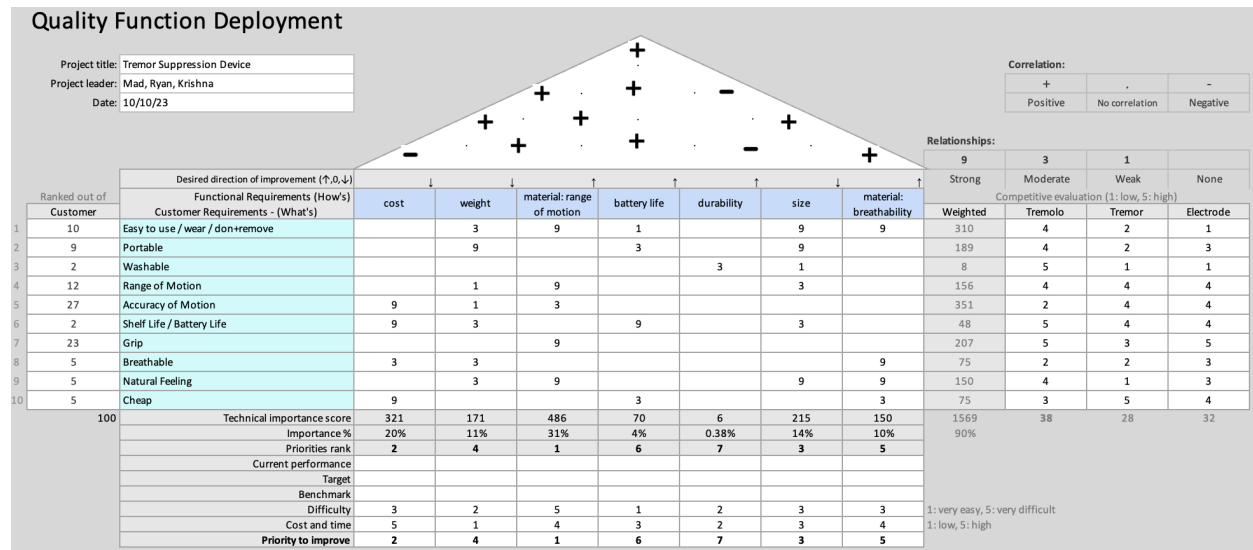 Quality Function Deployment
Project title: Tremor Suppression Device
Project leader: Mad, Ryan, Krishna
Date: 10/10/23
Correlation:
+ . -
Positive No correlation Negative
+
+ . + . −
+ . + . . +
− . + . + . − . +
Relationships:
9 3 1
Strong Moderate Weak None
Desired direction of improvement (↑,0,↓) ↓ ↓ ↑ ↑ ↑ ↓ ↑
Ranked out of Functional Requirements (How's) cost weight material: range of motion battery life durability size material: breathability Competitive evaluation (1: low, 5: high)
Customer Customer Requirements - (What's) Weighted Tremolo Tremor Electrode
1 10 Easy to use / wear / don+remove 3 9 1 9 9 310 4 2 1
2 9 Portable 9 3 9 189 4 2 3
3 2 Washable 3 1 8 5 1 1
4 12 Range of Motion 1 9 3 156 4 4 4
5 27 Accuracy of Motion 9 1 3 351 2 4 4
6 2 Shelf Life / Battery Life 9 3 9 3 48 5 4 4
7 23 Grip 9 207 5 3 5
8 5 Breathable 3 3 9 75 2 2 3
9 5 Natural Feeling 3 9 9 9 150 4 1 3
10 5 Cheap 9 3 3 75 3 5 4
100 Technical importance score 321 171 486 70 6 215 150 1569 38 28 32
Importance % 20% 11% 31% 4% 0.38% 14% 10% 90%
Priorities rank 2 4 1 6 7 3 5
Current performance
Target
Benchmark
Difficulty 3 2 5 1 2 3 3 1: very easy, 5: very difficult
Cost and time 5 1 4 3 2 3 4 1: low, 5: high
Priority to improve 2 4 1 6 7 3 5